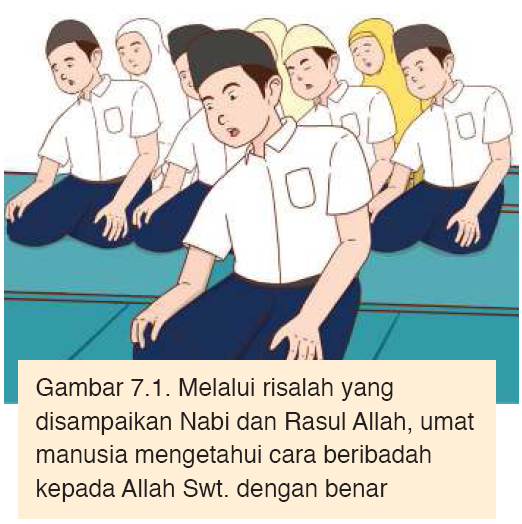 Gambar 7.1. Melalui risalah yang
disampaikan Nabi dan Rasul Allah, umat
manusia mengetahui cara beribadah
kepada Allah Swt. dengan benar